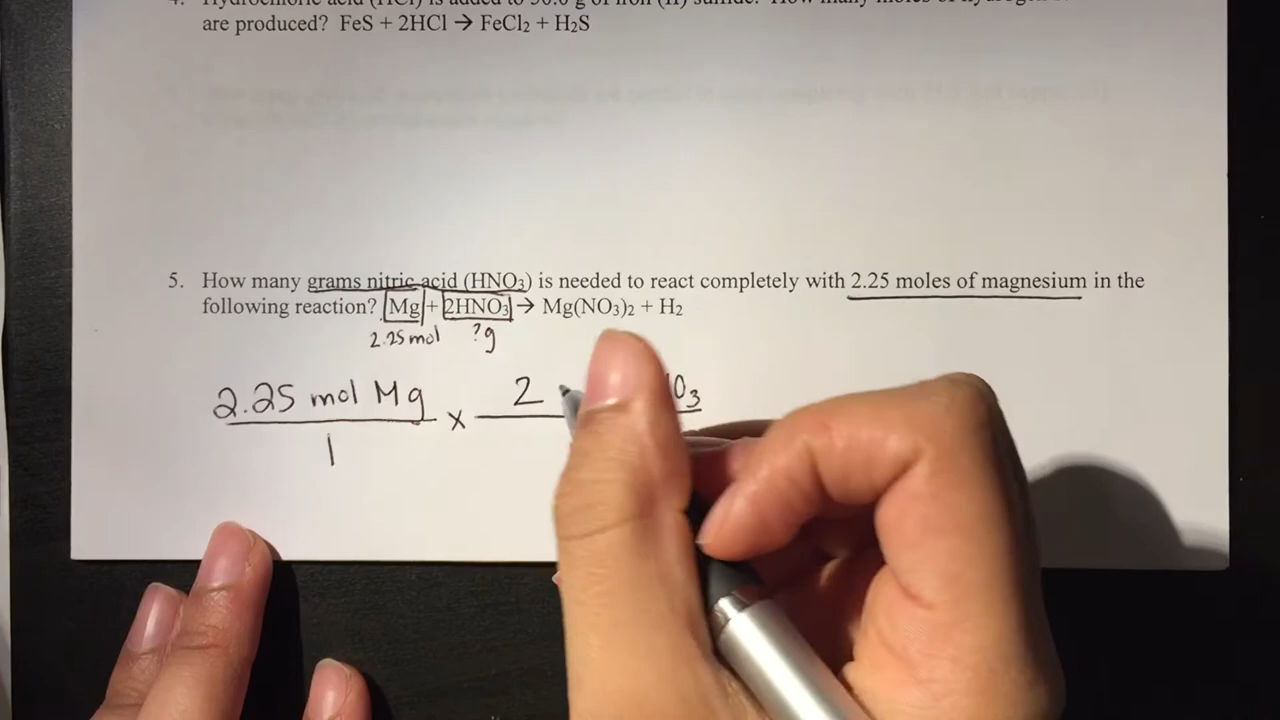 are produced? FeS + 2HCl → FeCl2 + H2S
5. How many grams nitric acid (HNO3) is needed to react completely with 2.25 moles of magnesium in the
following reaction? Mg + 2HNO3 → Mg(NO3)2 + H2
2.25 mol ?g
2.25 mol Mg x 2 O3
1